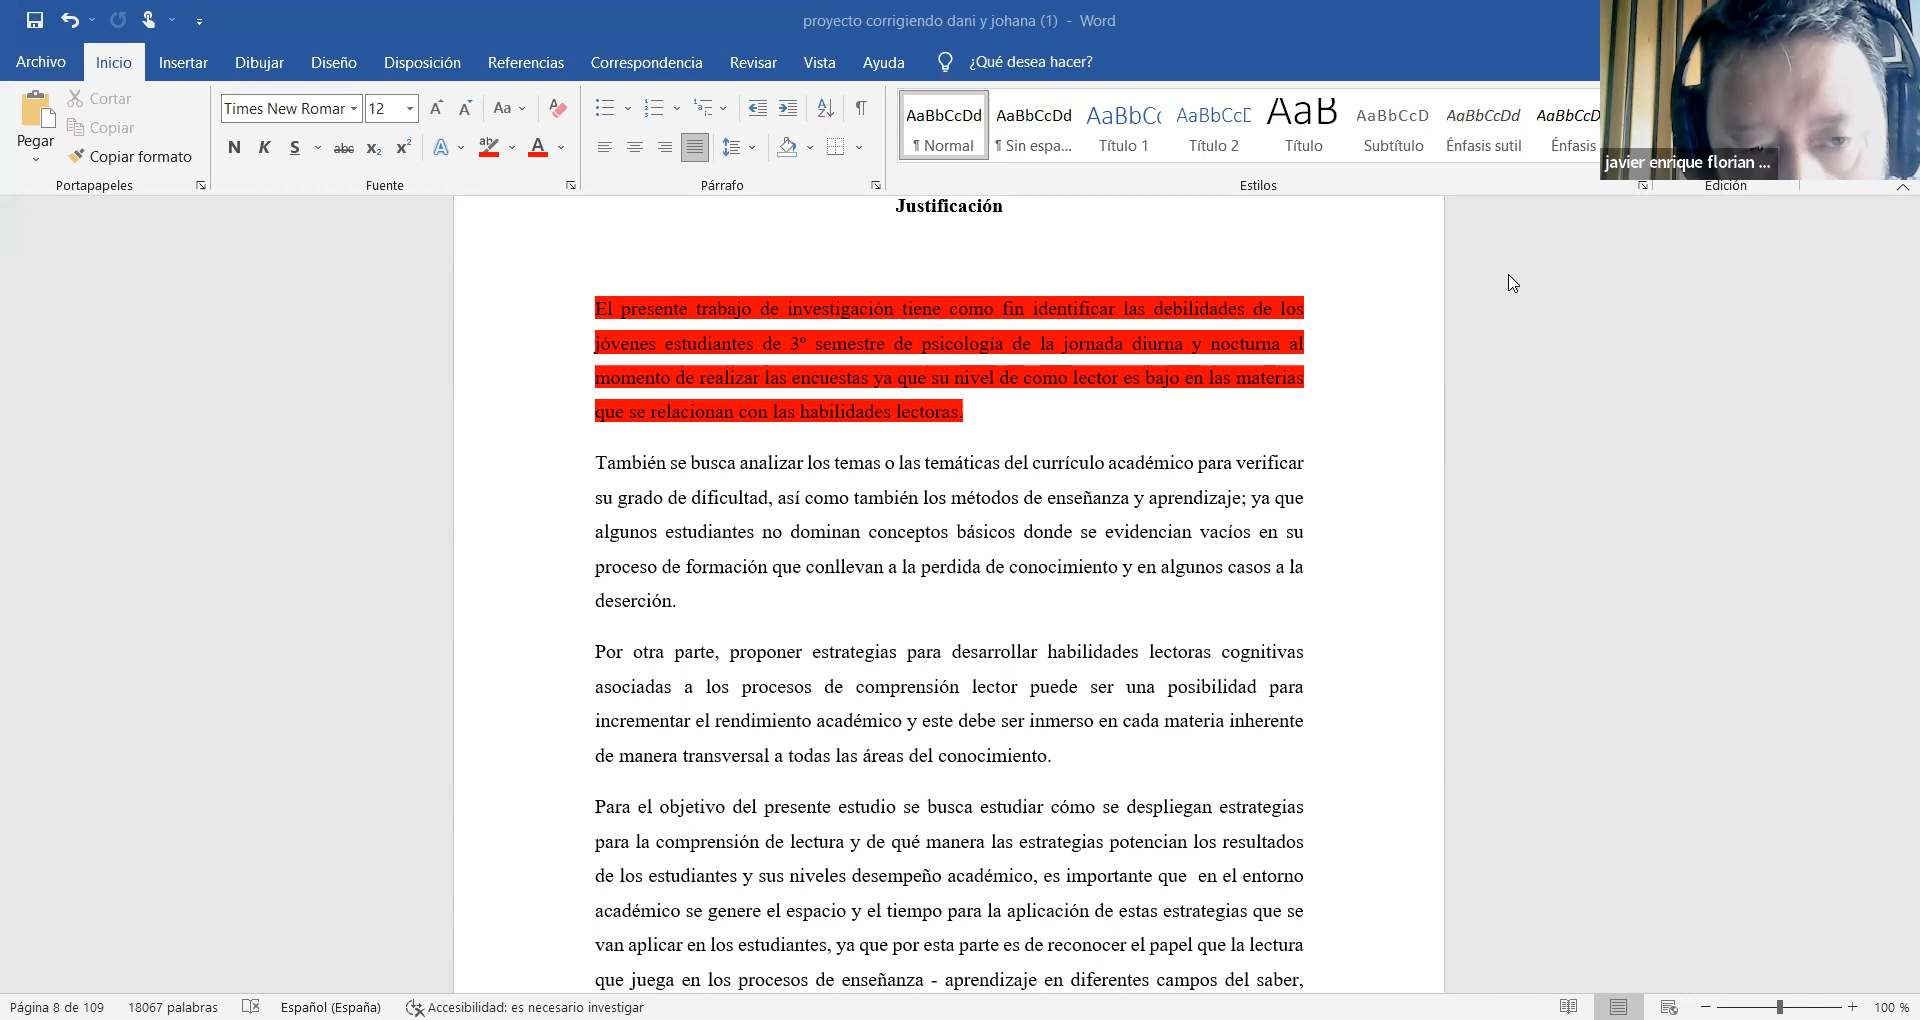 proyecto corrigiendo dani y johana (1) - Word
Archivo Inicio Insertar Dibujar Diseño Disposición Referencias Correspondencia Revisar Vista Ayuda ¿Qué desea hacer?
Pegar
Cortar
Copiar
Copiar formato
Portapapeles
Times New Romar 12 Aa
N K S abc x₂ x² A ab A
Fuente
Párrafo
AaBbCcDd AaBbCcDd AaBbCc AaBbCcD AaB AaBbCcD AaBbCcDd AaBbCcD
¶ Normal ¶ Sin espa... Título 1 Título 2 Título Subtítulo Énfasis sutil Énfasis
Estilos
Edición
javier enrique florian ...
Justificación
El presente trabajo de investigación tiene como fin identificar las debilidades de los
jóvenes estudiantes de 3º semestre de psicología de la jornada diurna y nocturna al
momento de realizar las encuestas ya que su nivel de como lector es bajo en las materias
que se relacionan con las habilidades lectoras.
También se busca analizar los temas o las temáticas del currículo académico para verificar
su grado de dificultad, así como también los métodos de enseñanza y aprendizaje; ya que
algunos estudiantes no dominan conceptos básicos donde se evidencian vacíos en su
proceso de formación que conllevan a la perdida de conocimiento y en algunos casos a la
deserción.
Por otra parte, proponer estrategias para desarrollar habilidades lectoras cognitivas
asociadas a los procesos de comprensión lector puede ser una posibilidad para
incrementar el rendimiento académico y este debe ser inmerso en cada materia inherente
de manera transversal a todas las áreas del conocimiento.
Para el objetivo del presente estudio se busca estudiar cómo se despliegan estrategias
para la comprensión de lectura y de qué manera las estrategias potencian los resultados
de los estudiantes y sus niveles desempeño académico, es importante que en el entorno
académico se genere el espacio y el tiempo para la aplicación de estas estrategias que se
van aplicar en los estudiantes, ya que por esta parte es de reconocer el papel que la lectura
que juega en los procesos de enseñanza - aprendizaje en diferentes campos del saber,
Página 8 de 109 18067 palabras Español (España) Accesibilidad: es necesario investigar 100 %